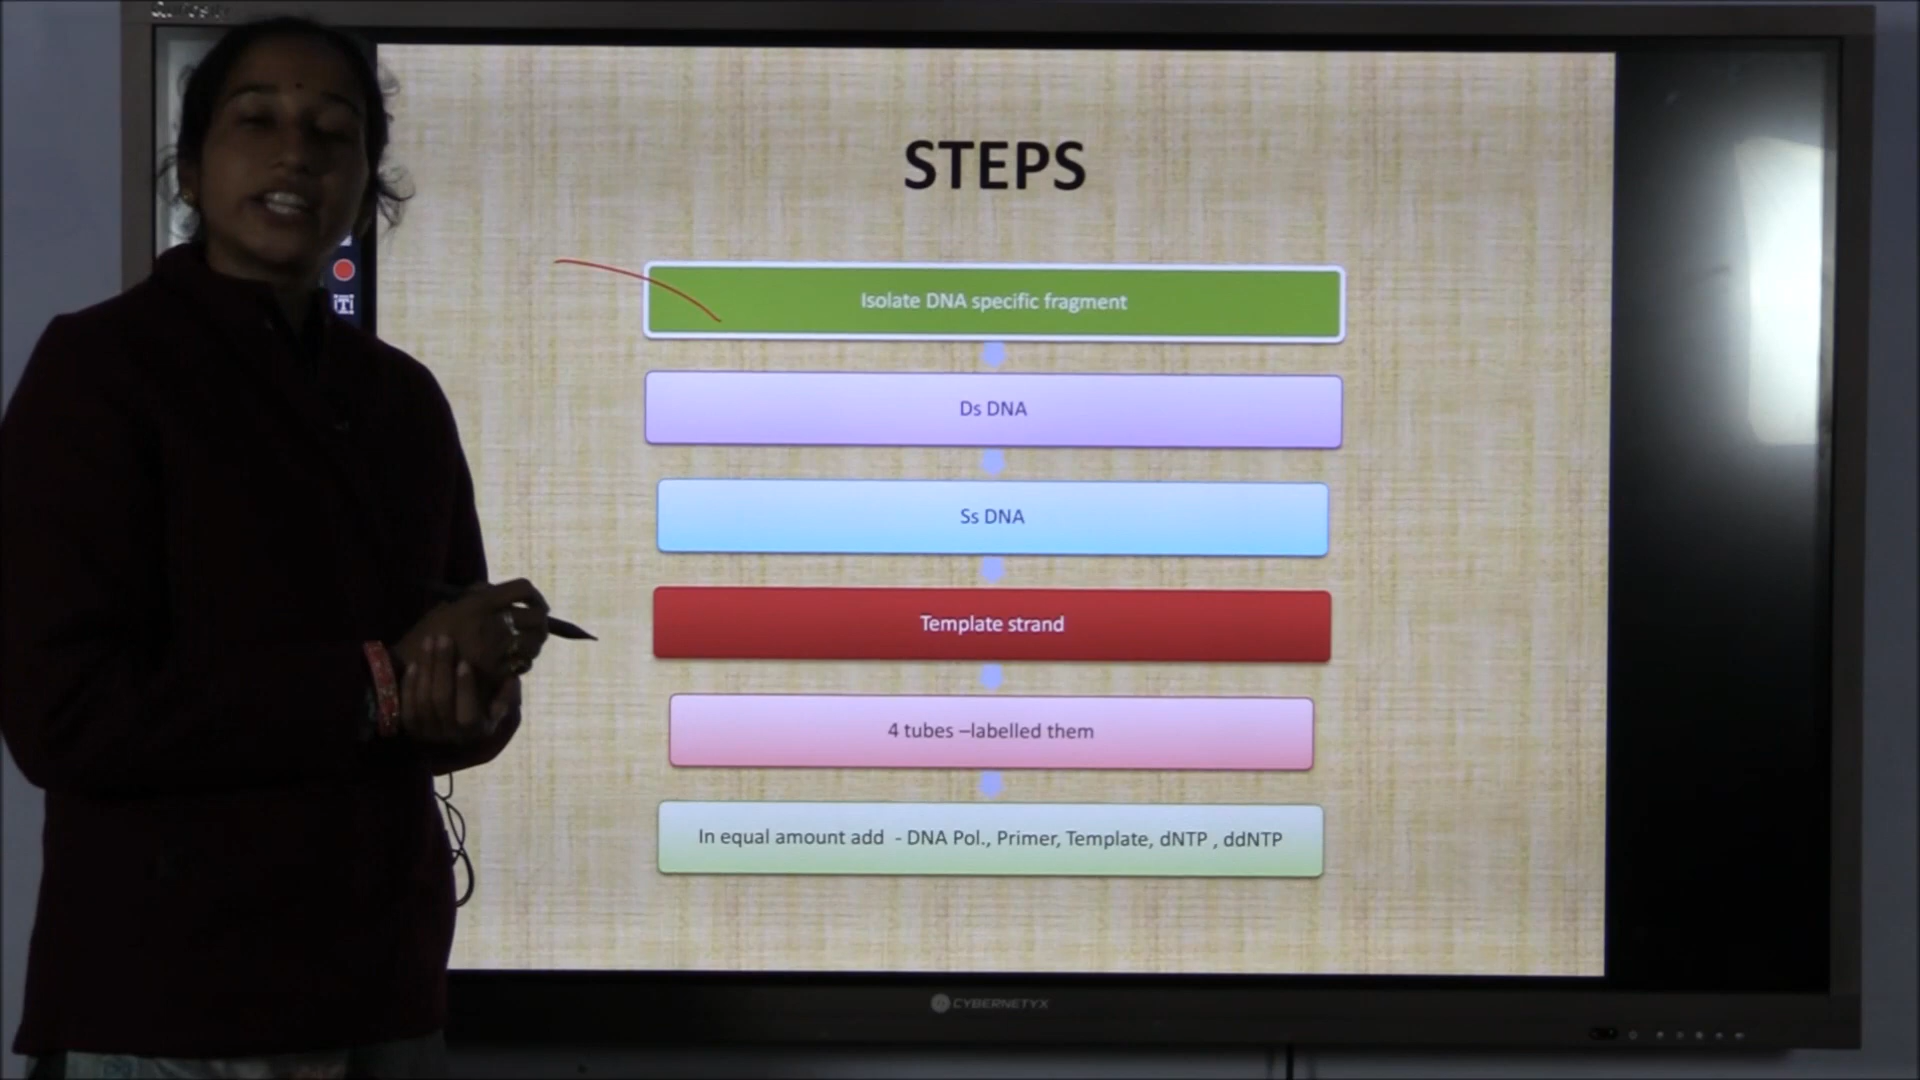 STEPS
Isolate DNA specific fragment
Ds DNA
Ss DNA
Template strand
4 tubes –labelled them
In equal amount add - DNA Pol., Primer, Template, dNTP , ddNTP
CYBERNETYX